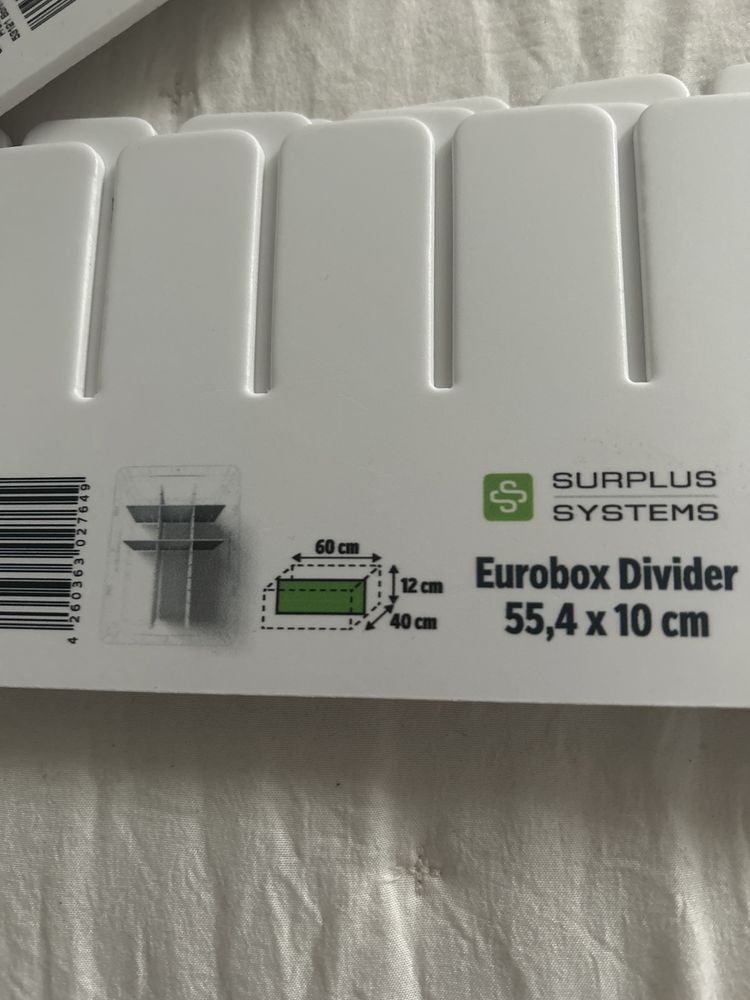 SURPLUS
SYSTEMS
Eurobox Divider
55,4 x 10 cm
60 cm
12 cm
40 cm
4 260363 027649